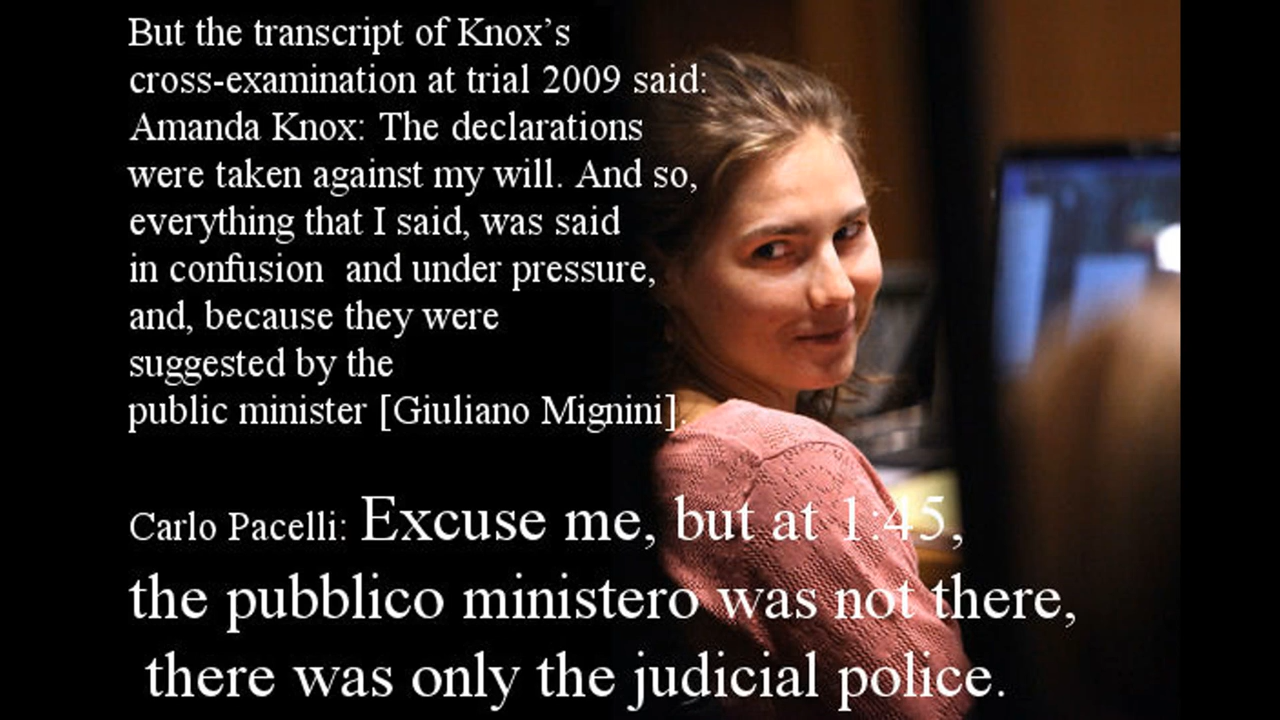 But the transcript of Knox’s
cross-examination at trial 2009 said:
Amanda Knox: The declarations
were taken against my will. And so,
everything that I said, was said
in confusion and under pressure,
and, because they were
suggested by the
public minister [Giuliano Mignini].
Carlo Pacelli: Excuse me, but at 1:45,
the pubblico ministero was not there,
there was only the judicial police.